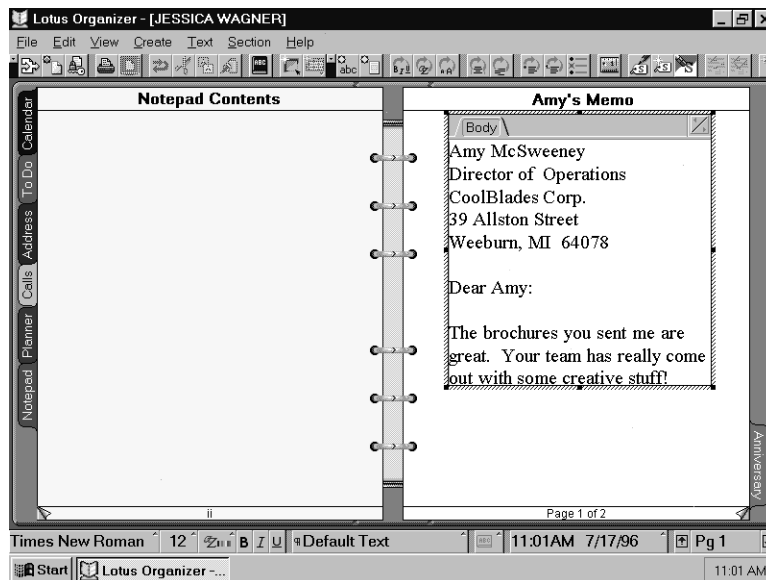 Lotus Organizer - [JESSICA WAGNER]
File Edit View Create Text Section Help
abc
Notepad Contents
Amy's Memo
Calendar
To Do
Address
Calls
Planner
Notepad
Body
Amy McSweeney
Director of Operations
CoolBlades Corp.
39 Allston Street
Weeburn, MI 64078
Dear Amy:
The brochures you sent me are
great. Your team has really come
out with some creative stuff!
Anniversary
ii
Page 1 of 2
Times New Roman 12 B I U Default Text 11:01AM 7/17/96 Pg 1
Start Lotus Organizer -... 11:01 AM